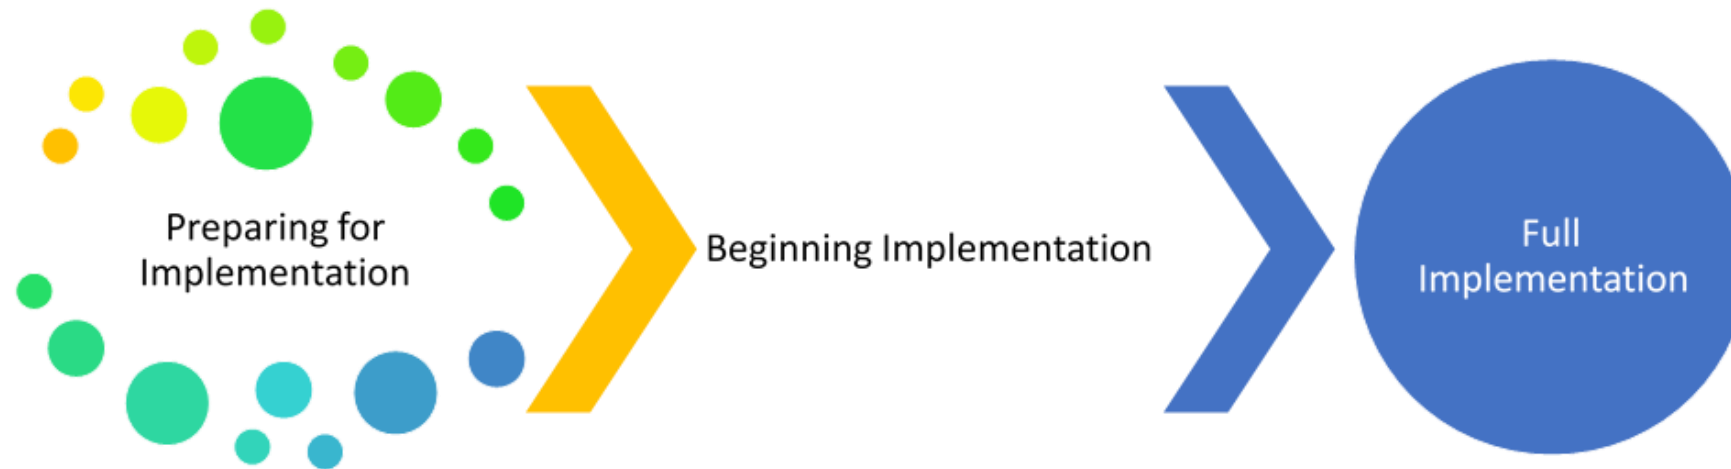 Preparing for
Implementation
Beginning Implementation
Full
Implementation